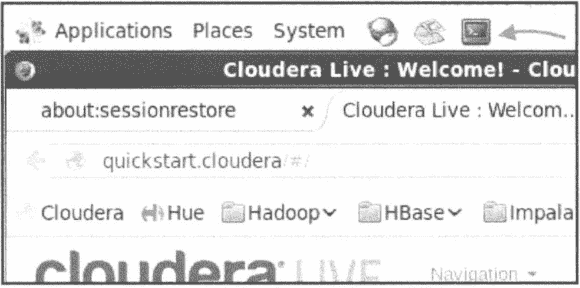 Applications Places System
Cloudera Live : Welcome! - Clou
about:sessionrestore × Cloudera Live : Welcom...
quickstart.cloudera/#/
Cloudera Hue Hadoop HBase Impala
cloudera LIVE Navigation